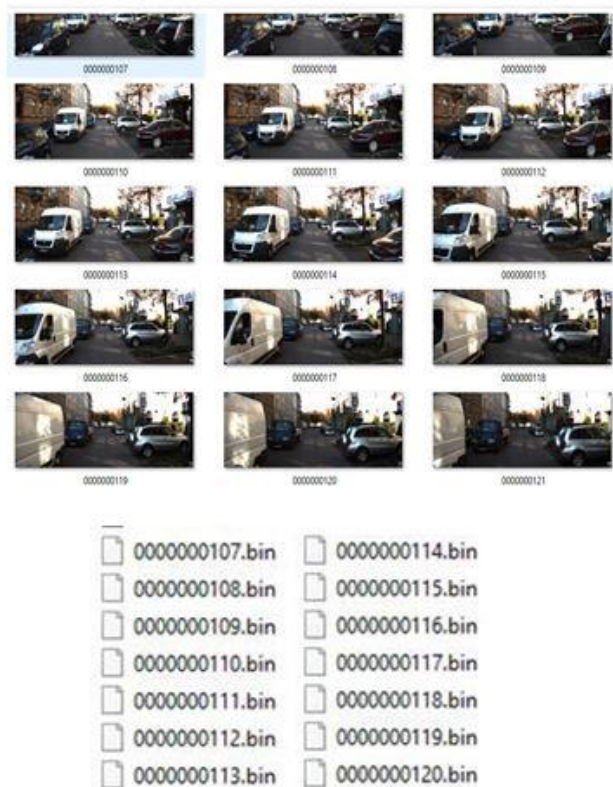 0000000107 0000000108 0000000109
0000000110 0000000111 0000000112
0000000113 0000000114 0000000115
0000000116 0000000117 0000000118
0000000119 0000000120 0000000121
0000000107.bin 0000000114.bin
0000000108.bin 0000000115.bin
0000000109.bin 0000000116.bin
0000000110.bin 0000000117.bin
0000000111.bin 0000000118.bin
0000000112.bin 0000000119.bin
0000000113.bin 0000000120.bin